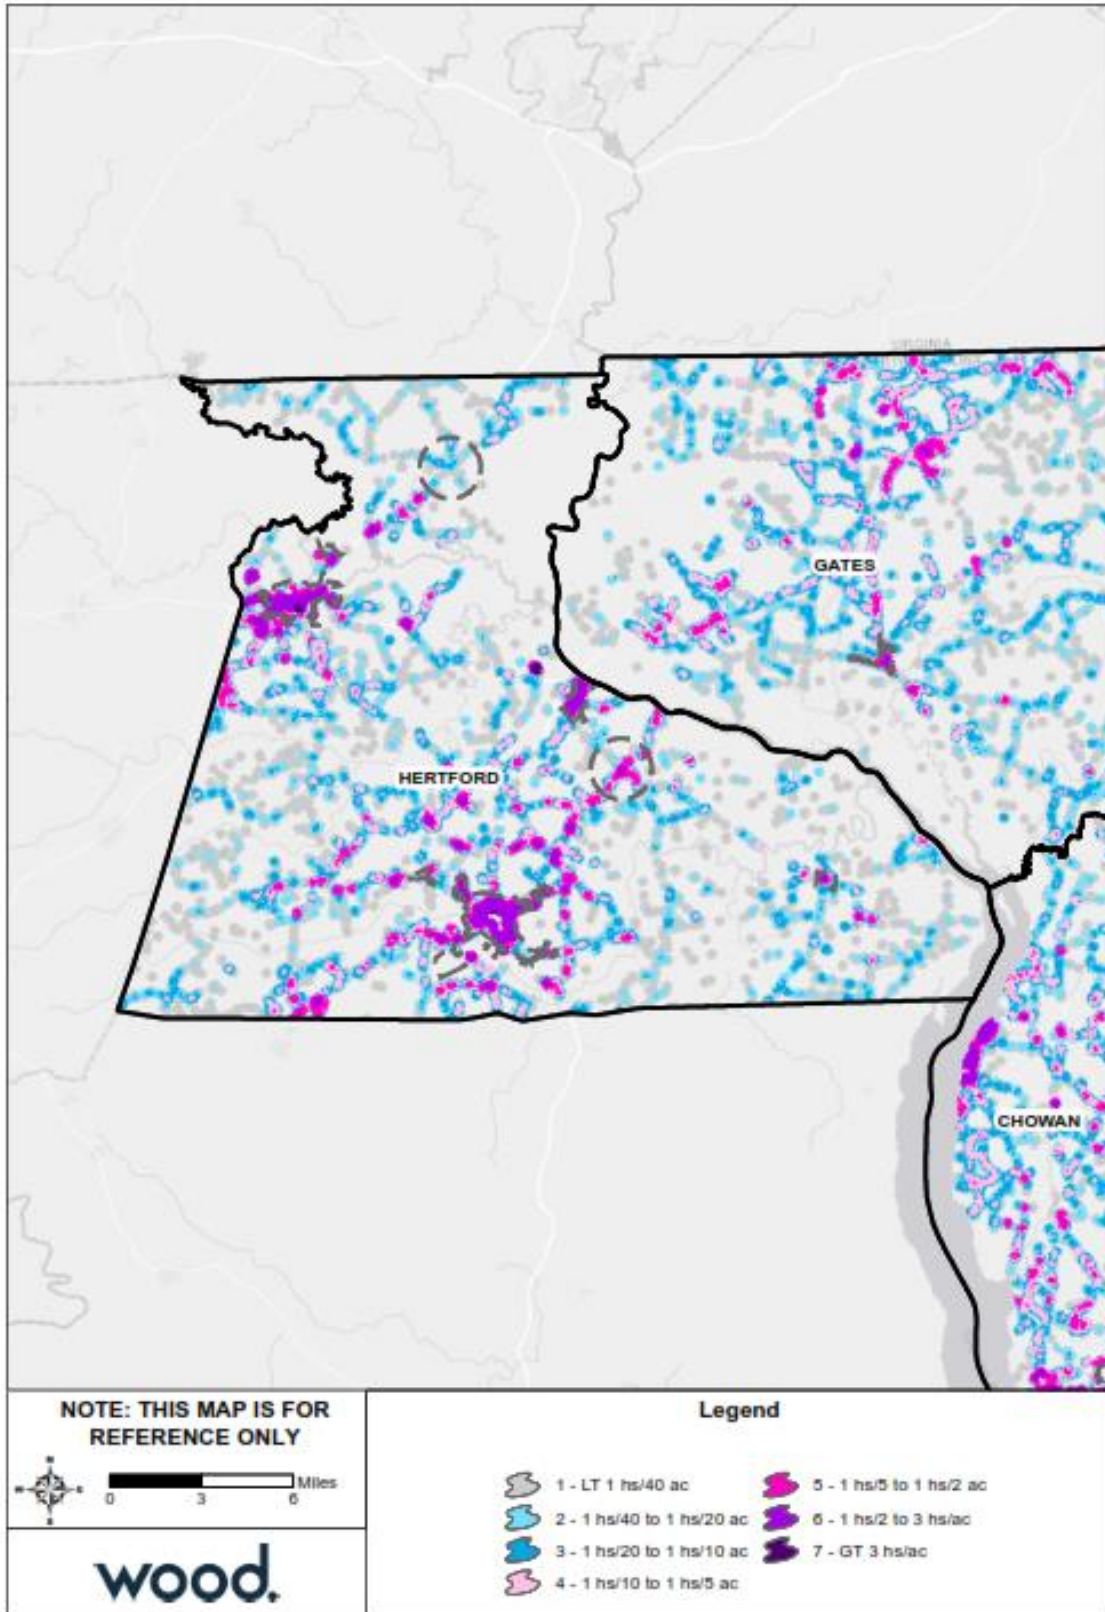 VIRGINIA
GATES
HERTFORD
CHOWAN
NOTE: THIS MAP IS FOR
REFERENCE ONLY
N
S
Miles
0 3 6
wood.
Legend
1 - LT 1 hs/40 ac
2 - 1 hs/40 to 1 hs/20 ac
3 - 1 hs/20 to 1 hs/10 ac
4 - 1 hs/10 to 1 hs/5 ac
5 - 1 hs/5 to 1 hs/2 ac
6 - 1 hs/2 to 3 hs/ac
7 - GT 3 hs/ac